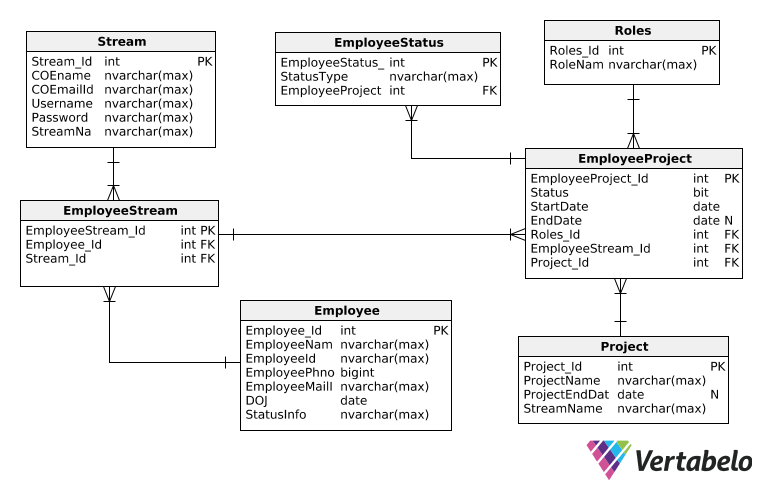 Stream
Stream_Id int PK
COEname nvarchar(max)
COEmailId nvarchar(max)
Username nvarchar(max)
Password nvarchar(max)
StreamNa nvarchar(max)
EmployeeStatus
EmployeeStatus_ int PK
StatusType nvarchar(max)
EmployeeProject int FK
Roles
Roles_Id int PK
RoleNam nvarchar(max)
EmployeeProject
EmployeeProject_Id int PK
Status bit
StartDate date
EndDate date N
Roles_Id int FK
EmployeeStream_Id int FK
Project_Id int FK
EmployeeStream
EmployeeStream_Id int PK
Employee_Id int FK
Stream_Id int FK
Employee
Employee_Id int PK
EmployeeNam nvarchar(max)
EmployeeId nvarchar(max)
EmployeePhno bigint
EmployeeMailI nvarchar(max)
DOJ date
StatusInfo nvarchar(max)
Project
Project_Id int PK
ProjectName nvarchar(max)
ProjectEndDat date N
StreamName nvarchar(max)
Vertabelo